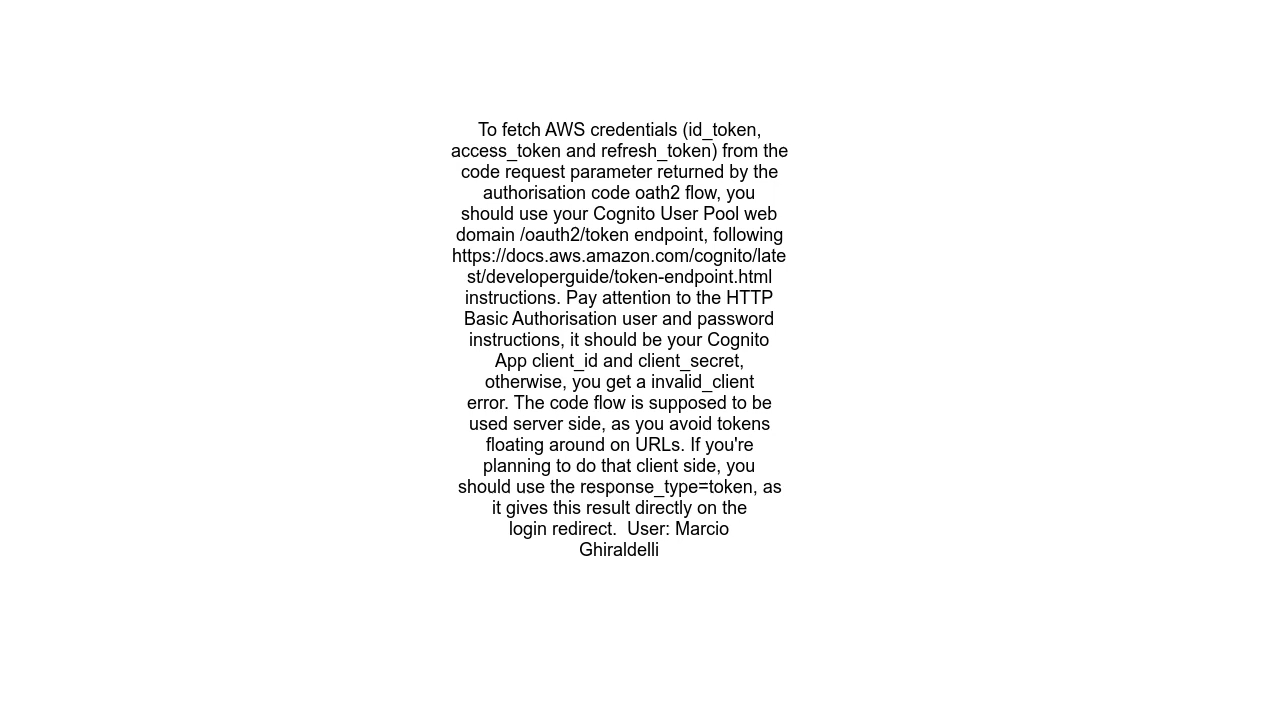 To fetch AWS credentials (id_token,
access_token and refresh_token) from the
code request parameter returned by the
authorisation code oath2 flow, you
should use your Cognito User Pool web
domain /oauth2/token endpoint, following
https://docs.aws.amazon.com/cognito/late
st/developerguide/token-endpoint.html
instructions. Pay attention to the HTTP
Basic Authorisation user and password
instructions, it should be your Cognito
App client_id and client_secret,
otherwise, you get a invalid_client
error. The code flow is supposed to be
used server side, as you avoid tokens
floating around on URLs. If you're
planning to do that client side, you
should use the response_type=token, as
it gives this result directly on the
login redirect.  User: Marcio
Ghiraldelli